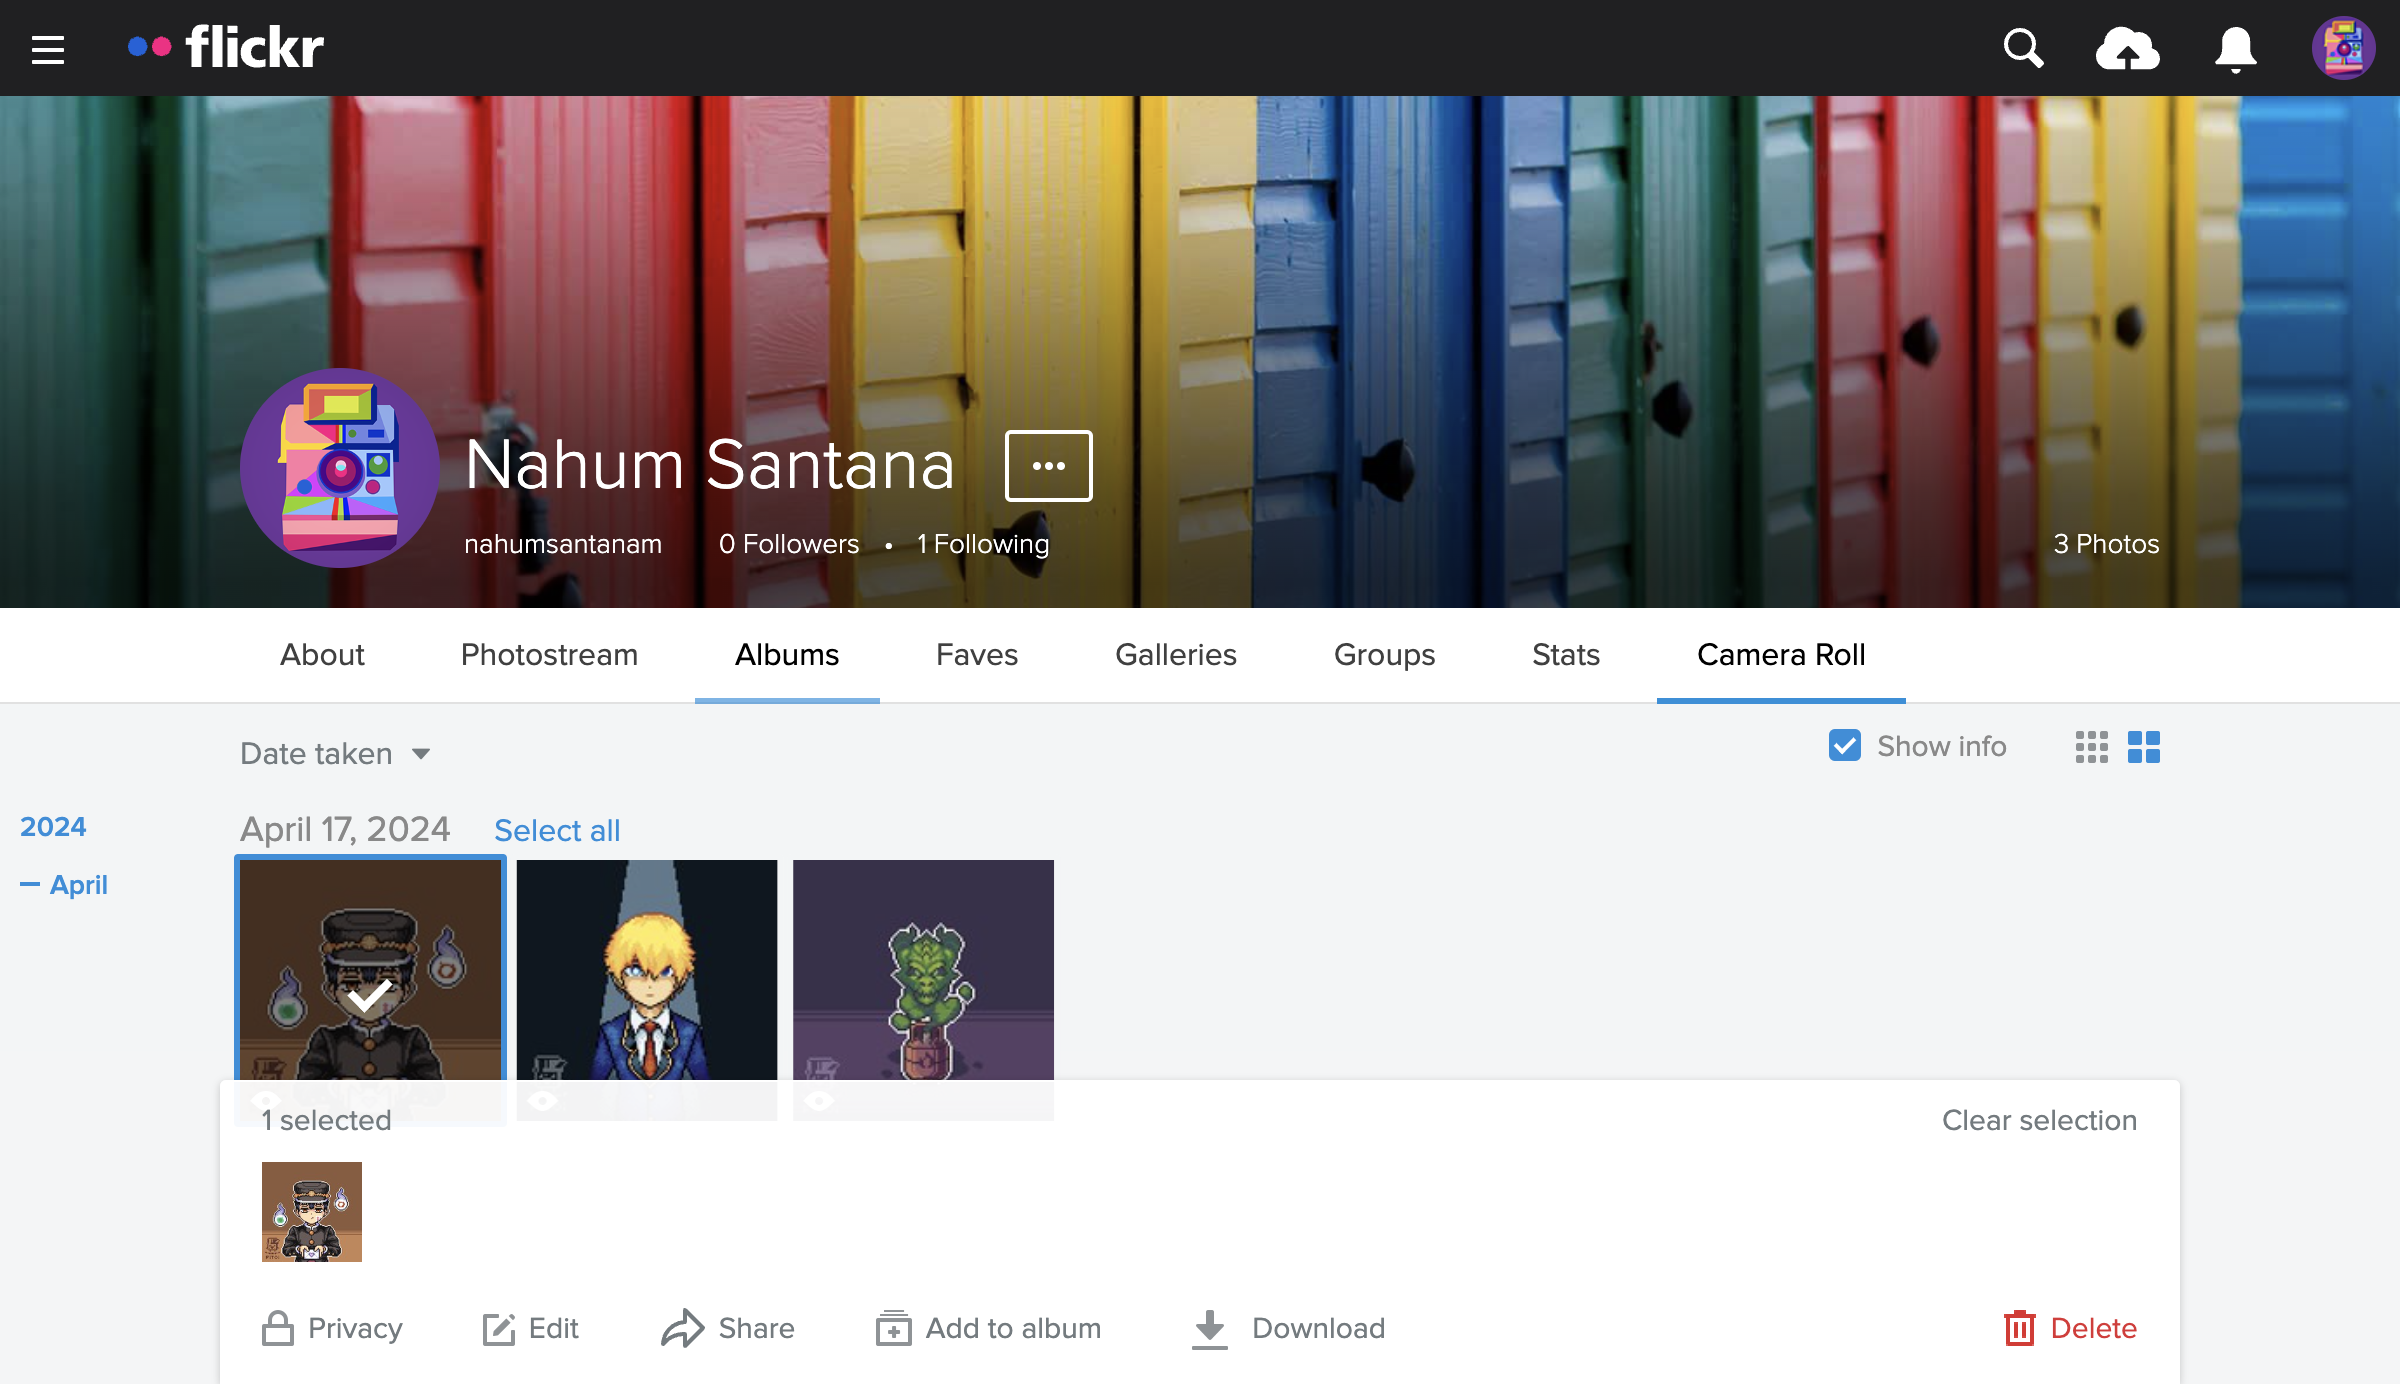 flickr
Nahum Santana
nahumsantanam 0 Followers • 1 Following
3 Photos
About Photostream Albums Faves Galleries Groups Stats Camera Roll
Date taken
Show info
2024
April
April 17, 2024 Select all
1 selected
Clear selection
Privacy Edit Share Add to album Download Delete